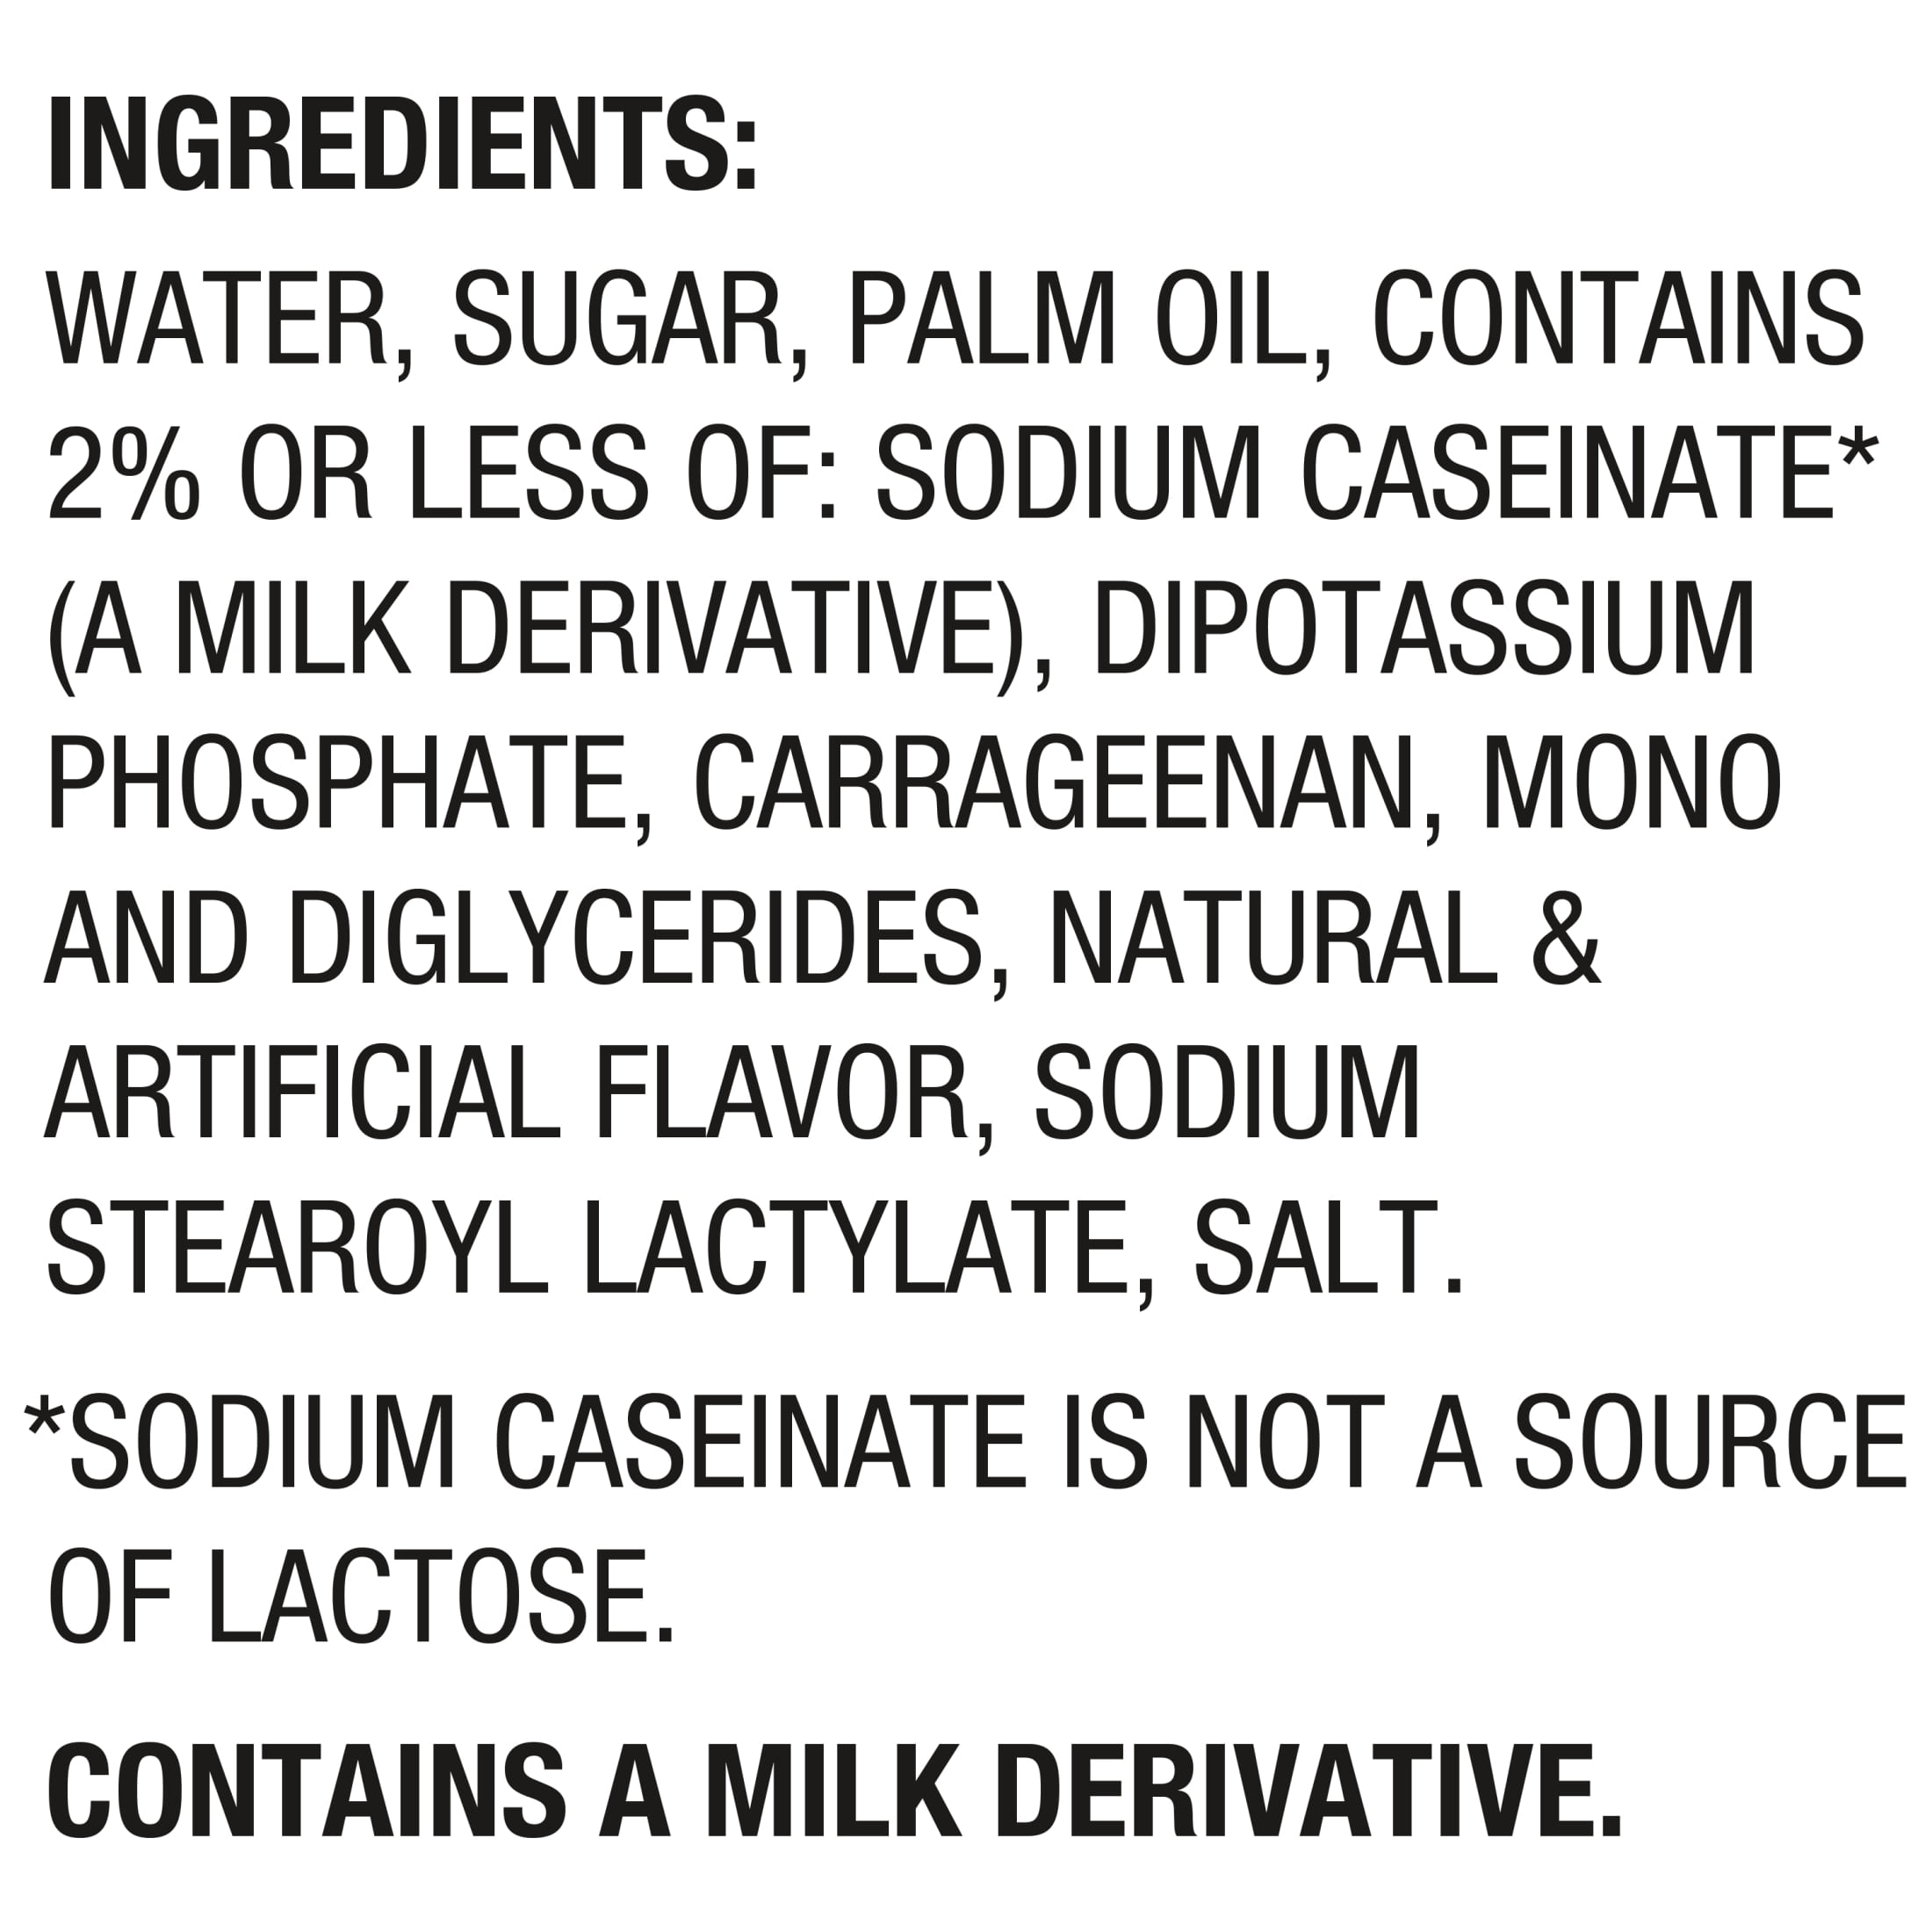 INGREDIENTS:
WATER, SUGAR, PALM OIL, CONTAINS
2% OR LESS OF: SODIUM CASEINATE*
(A MILK DERIVATIVE), DIPOTASSIUM
PHOSPHATE, CARRAGEENAN, MONO
AND DIGLYCERIDES, NATURAL &
ARTIFICIAL FLAVOR, SODIUM
STEAROYL LACTYLATE, SALT.
*SODIUM CASEINATE IS NOT A SOURCE
OF LACTOSE.
CONTAINS A MILK DERIVATIVE.